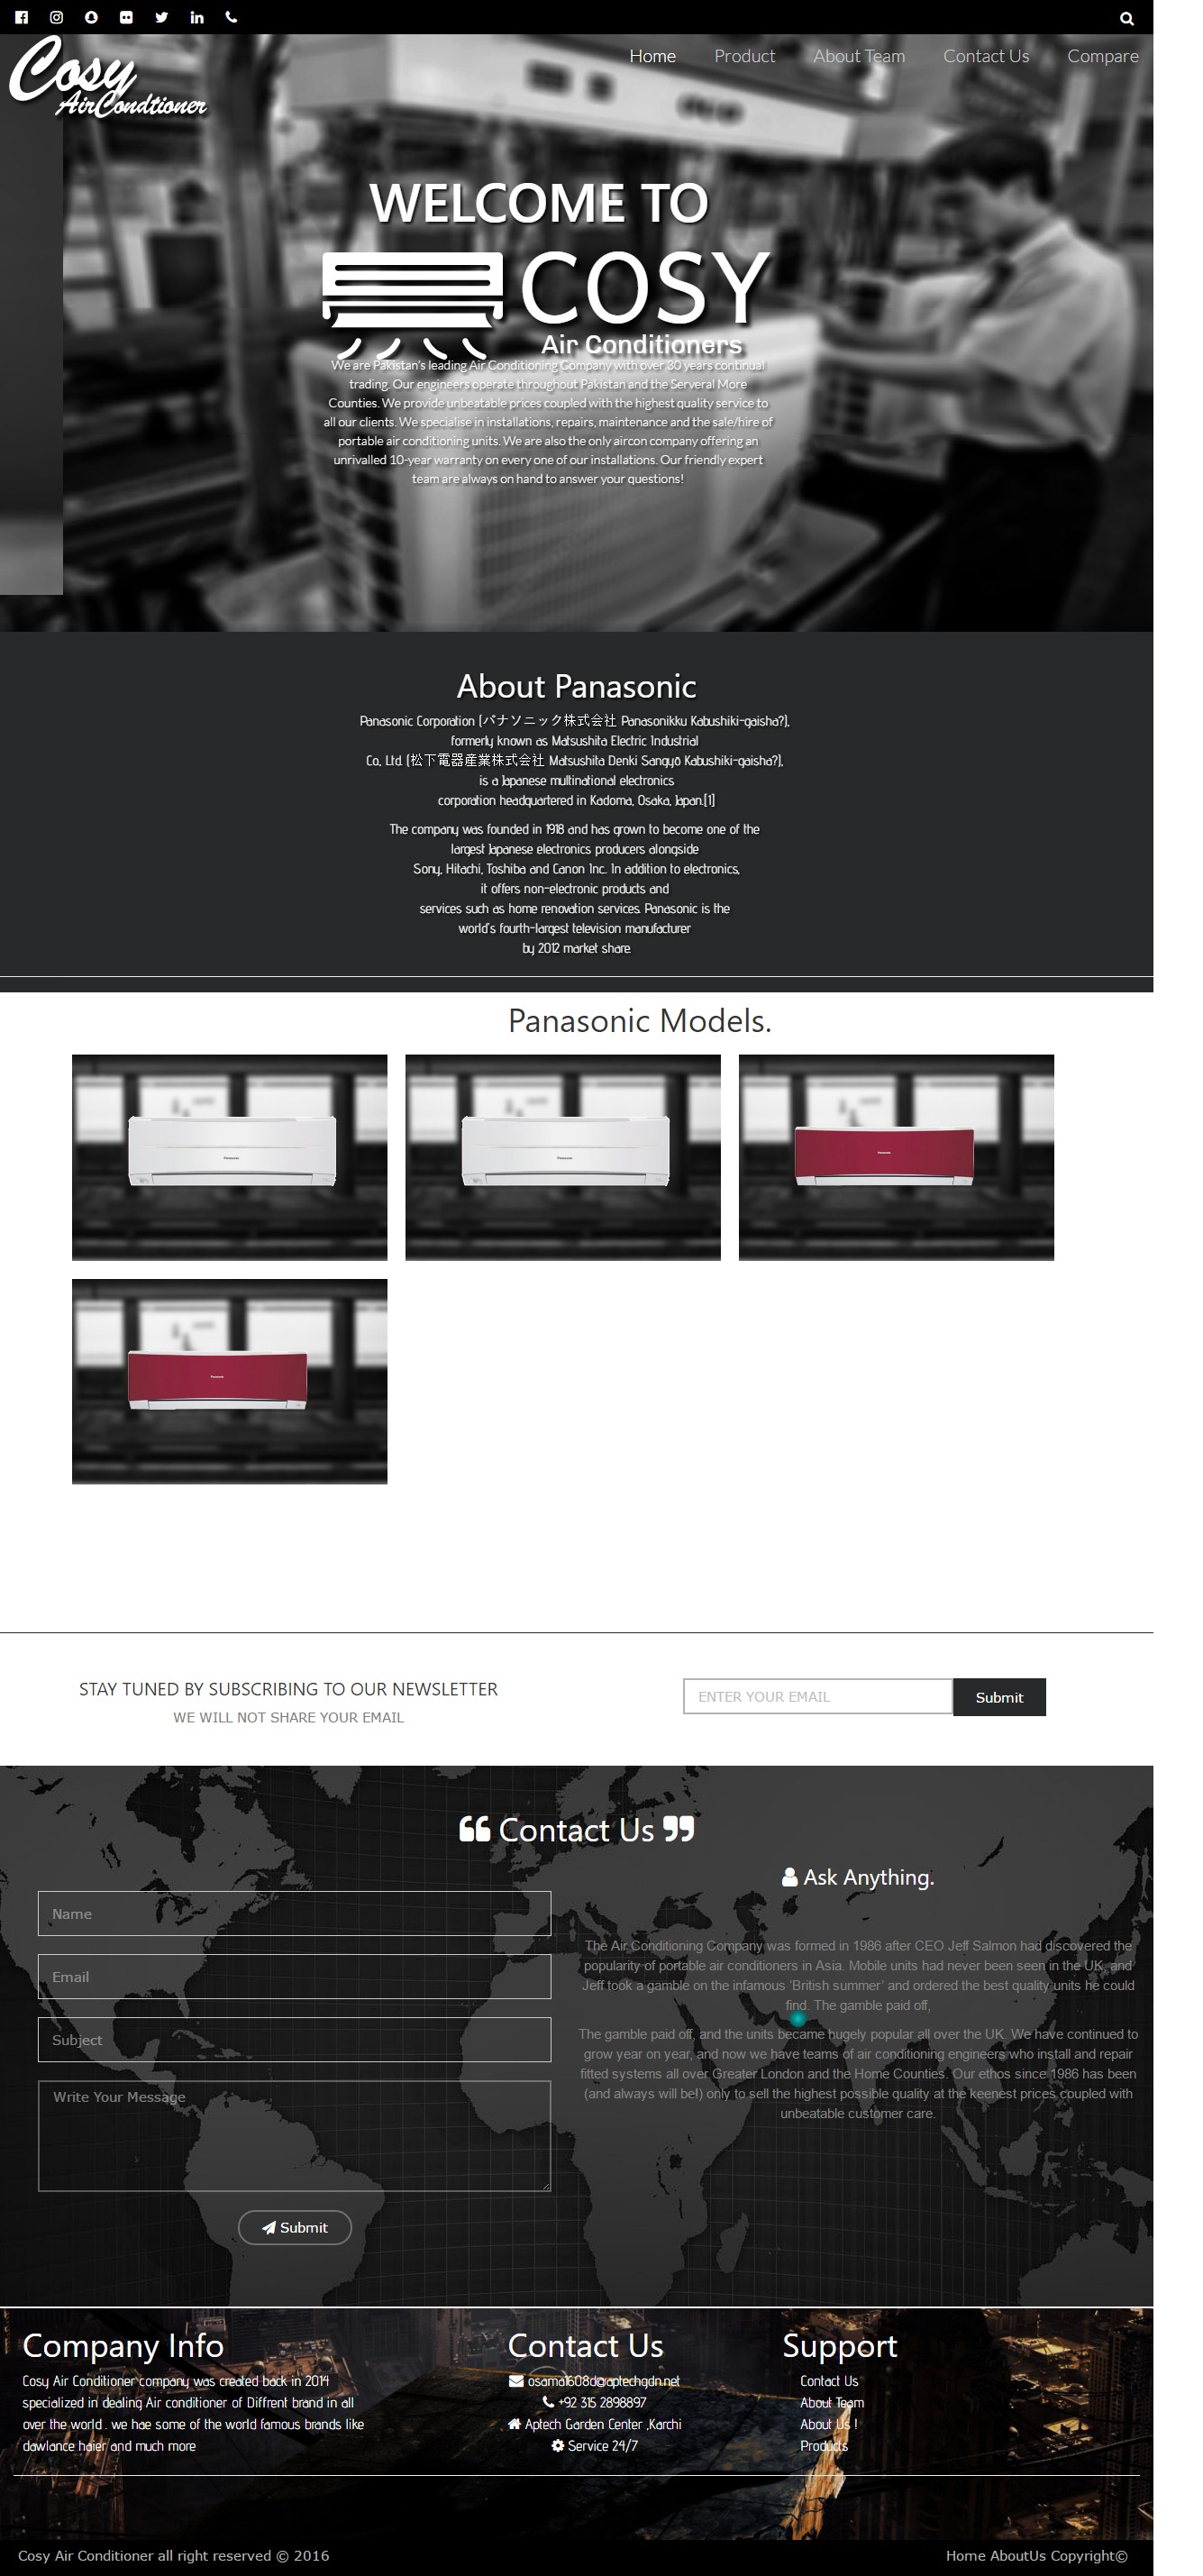 Home Product About Team Contact Us Compare
Cosy
AirCondtioner
WELCOME TO
COSY
Air Conditioners
We are Pakistan's leading Air Conditioning Company with over 30 years continual
trading. Our engineers operate throughout Pakistan and the Serveral More
Counties. We provide unbeatable prices coupled with the highest quality service to
all our clients. We specialise in installations, repairs, maintenance and the sale/hire of
portable air conditioning units. We are also the only aircon company offering an
unrivalled 10-year warranty on every one of our installations. Our friendly expert
team are always on hand to answer your questions!
About Panasonic
Panasonic Corporation (パナソニック株式会社 Panasonikku Kabushiki-gaisha?),
formerly known as Matsushita Electric Industrial
Co., Ltd. (松下電器産業株式会社 Matsushita Denki Sangyō Kabushiki-gaisha?),
is a Japanese multinational electronics
corporation headquartered in Kadoma, Osaka, Japan.[1]
The company was founded in 1918 and has grown to become one of the
largest Japanese electronics producers alongside
Sony, Hitachi, Toshiba and Canon Inc.. In addition to electronics,
it offers non-electronic products and
services such as home renovation services. Panasonic is the
world's fourth-largest television manufacturer
by 2012 market share.
Panasonic Models.
Panasonic
Panasonic
Panasonic
Panasonic
STAY TUNED BY SUBSCRIBING TO OUR NEWSLETTER
WE WILL NOT SHARE YOUR EMAIL
ENTER YOUR EMAIL
Submit
Contact Us
Name
Email
Subject
Write Your Message
Submit
Ask Anything.
The Air Conditioning Company was formed in 1986 after CEO Jeff Salmon had discovered the
popularity of portable air conditioners in Asia. Mobile units had never been seen in the UK, and
Jeff took a gamble on the infamous 'British summer' and ordered the best quality units he could
find. The gamble paid off,
The gamble paid off, and the units became hugely popular all over the UK. We have continued to
grow year on year, and now we have teams of air conditioning engineers who install and repair
fitted systems all over Greater London and the Home Counties. Our ethos since 1986 has been
(and always will be!) only to sell the highest possible quality at the keenest prices coupled with
unbeatable customer care.
Company Info
Cosy Air Conditioner company was created back in 2014
specialized in dealing Air conditioner of Diffrent brand in all
over the world . we hae some of the world famous brands like
dawlance haier and much more
Contact Us
osama1608d@aptechgdn.net
+92 315 2898897
Aptech Garden Center ,Karchi
Service 24/7
Support
Contact Us
About Team
About Us !
Products
Cosy Air Conditioner all right reserved © 2016
Home AboutUs Copyright©